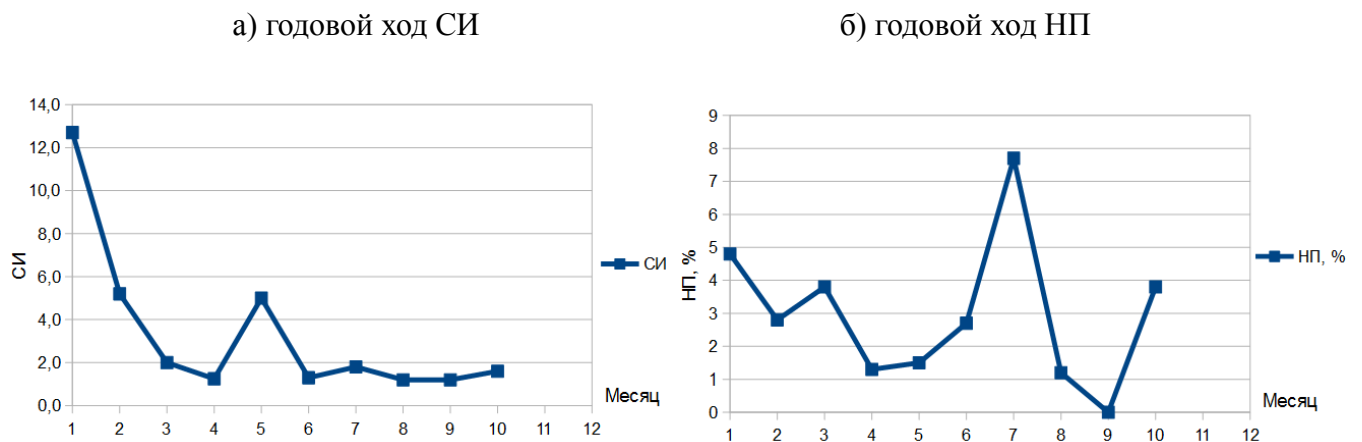 а) годовой ход СИ
б) годовой ход НП
14,0
12,0
10,0
8,0
6,0
4,0
2,0
0,0
СИ
СИ
Месяц
1 2 3 4 5 6 7 8 9 10 11 12
9
8
7
6
5
4
3
2
1
0
НП, %
НП, %
Месяц
1 2 3 4 5 6 7 8 9 10 11 12